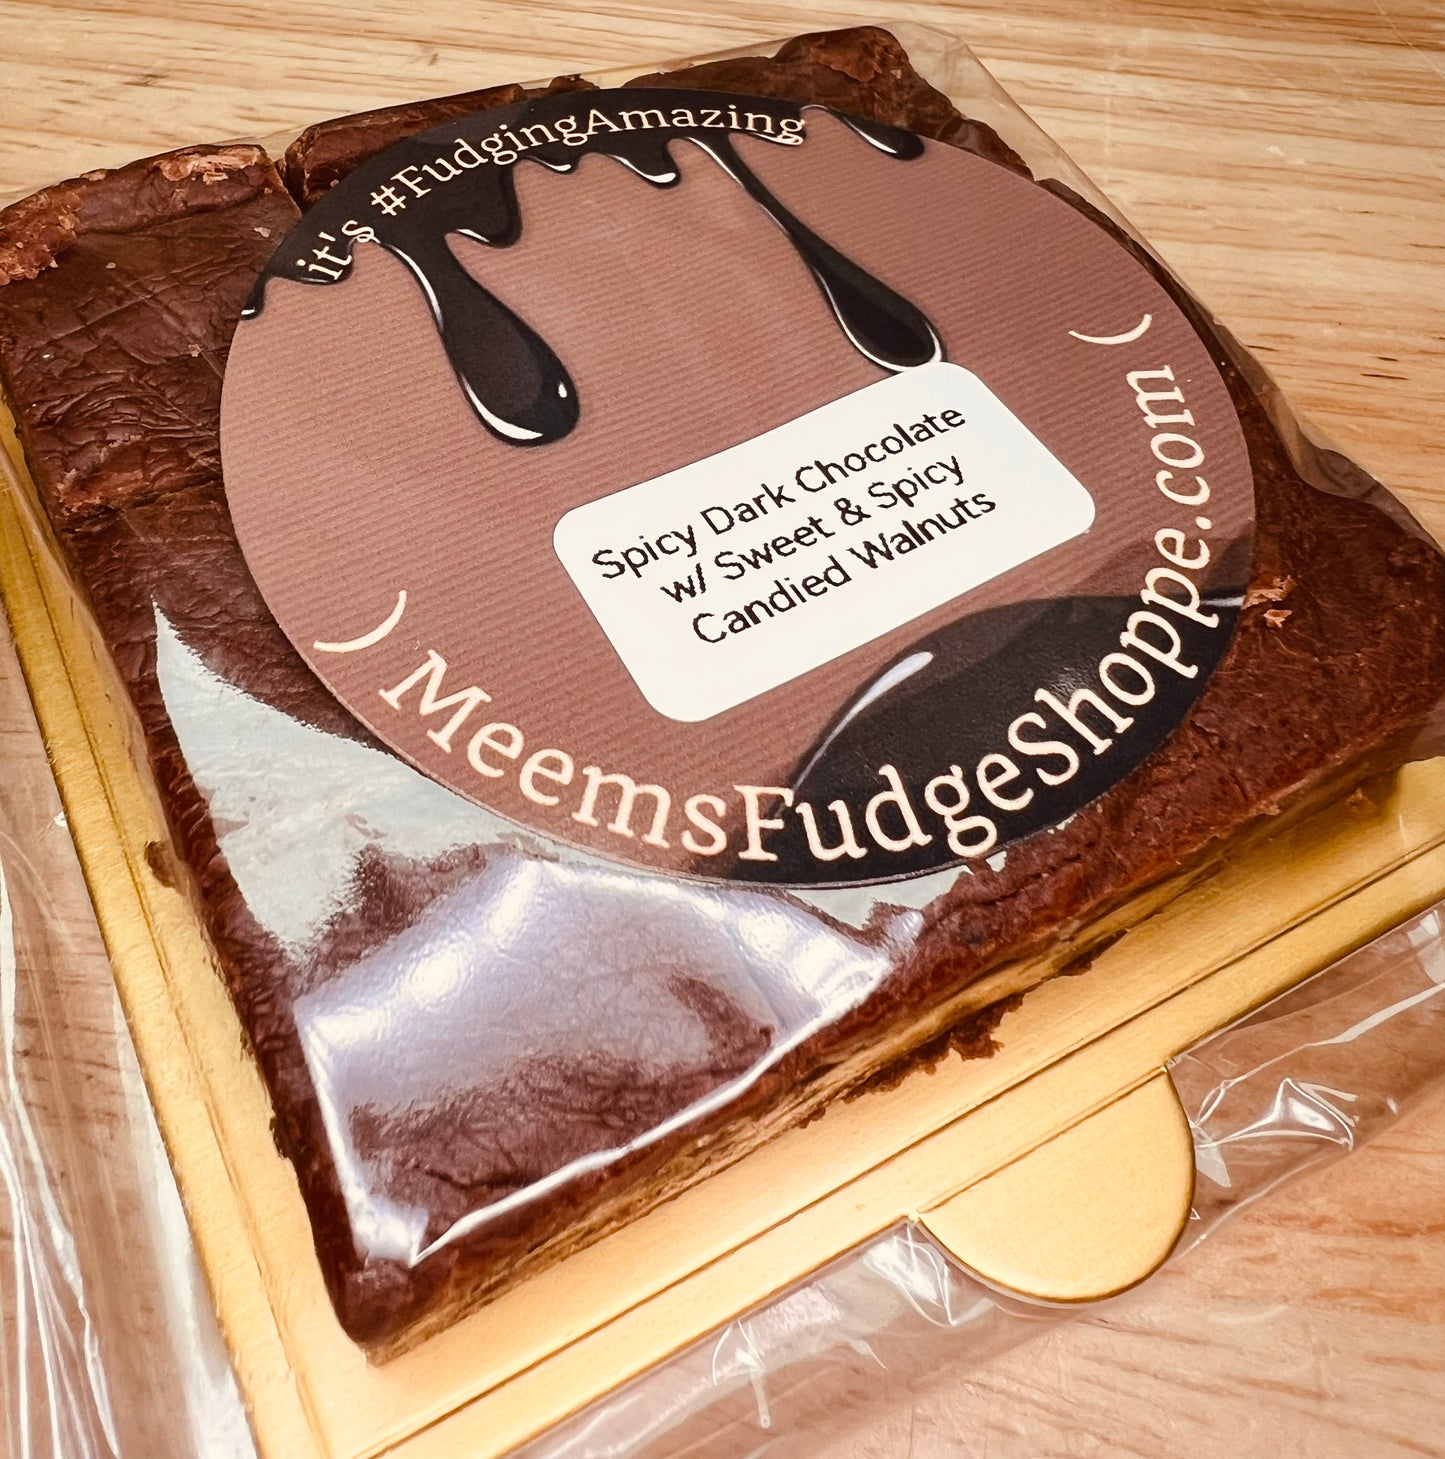 it's #FudgingAmazing
Spicy Dark Chocolate
w/ Sweet & Spicy
Candied Walnuts
MeemsFudgeShoppe.com